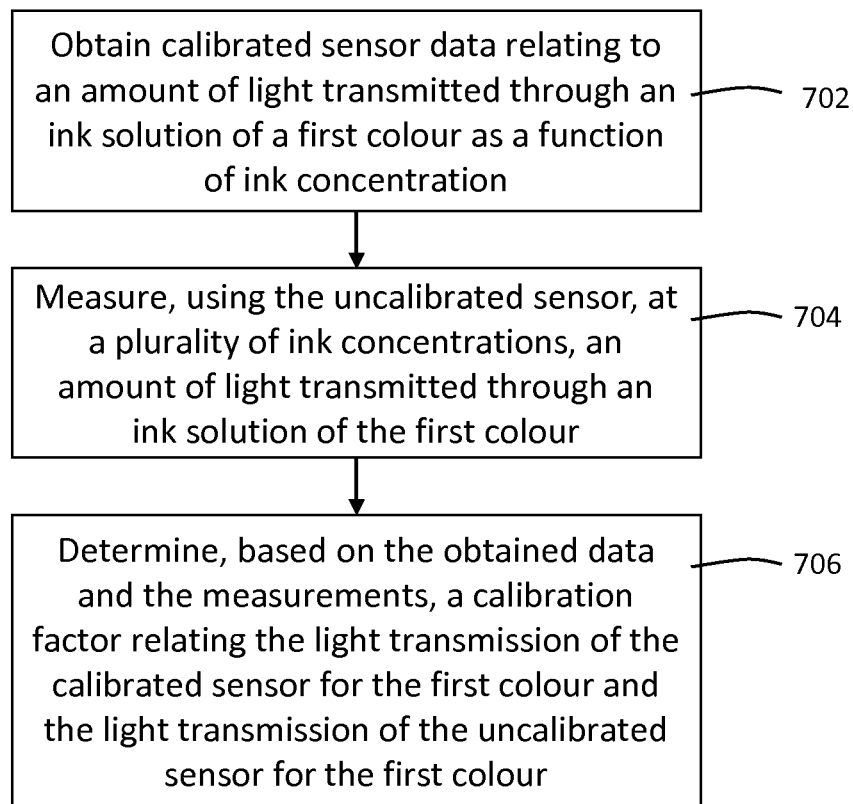 Obtain calibrated sensor data relating to
an amount of light transmitted through an
ink solution of a first colour as a function
of ink concentration
702
Measure, using the uncalibrated sensor, at
a plurality of ink concentrations, an
amount of light transmitted through an
ink solution of the first colour
704
Determine, based on the obtained data
and the measurements, a calibration
factor relating the light transmission of the
calibrated sensor for the first colour and
the light transmission of the uncalibrated
sensor for the first colour
706